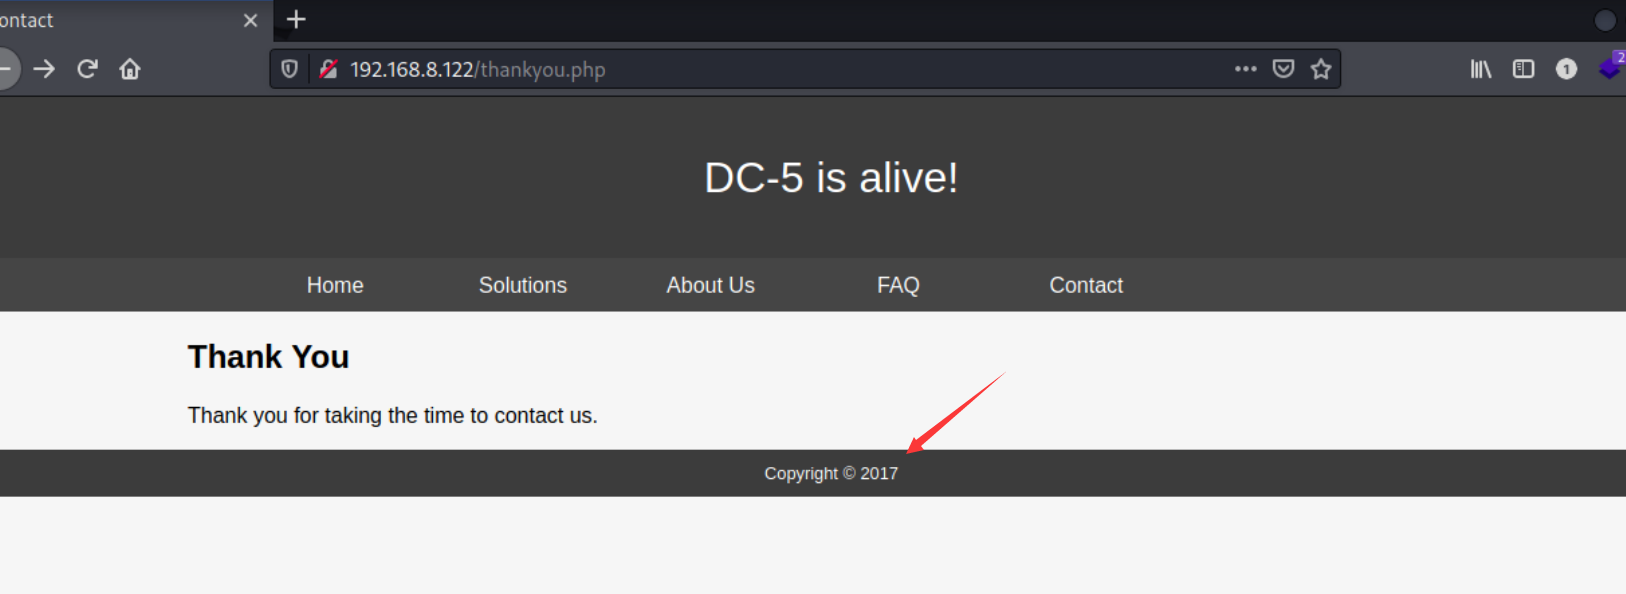 ontact
192.168.8.122/thankyou.php
1
2
DC-5 is alive!
Home Solutions About Us FAQ Contact
Thank You
Thank you for taking the time to contact us.
Copyright © 2017